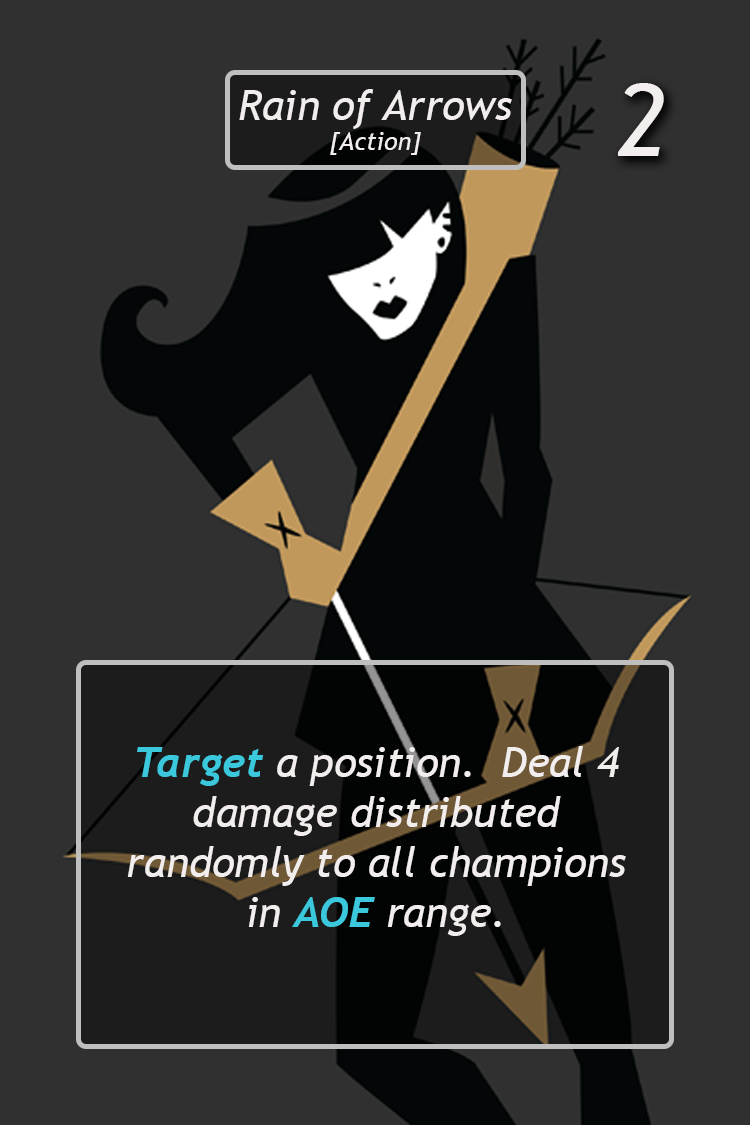 Rain of Arrows
[Action]
2
Target a position.  Deal 4
damage distributed
randomly to all champions
in AOE range.